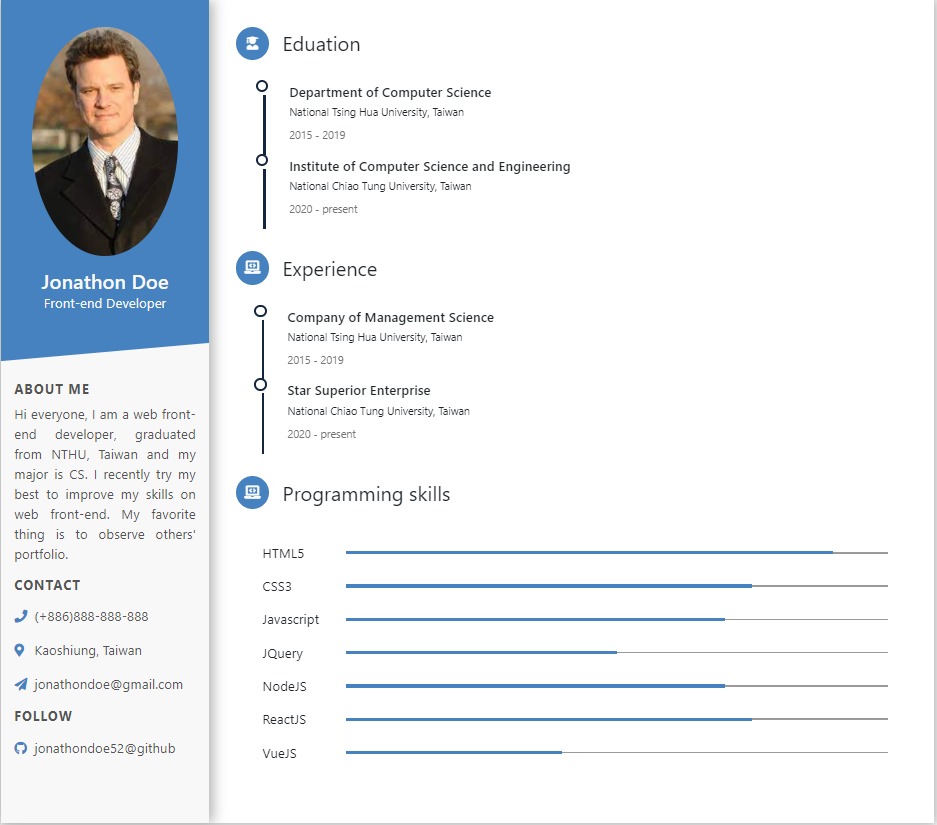 Jonathon Doe
Front-end Developer
ABOUT ME
Hi everyone, I am a web front-
end developer, graduated
from NTHU, Taiwan and my
major is CS. I recently try my
best to improve my skills on
web front-end. My favorite
thing is to observe others'
portfolio.
CONTACT
(+886)888-888-888
Kaoshiung, Taiwan
jonathondoe@gmail.com
FOLLOW
jonathondoe52@github
Eduation
Department of Computer Science
National Tsing Hua University, Taiwan
2015 - 2019
Institute of Computer Science and Engineering
National Chiao Tung University, Taiwan
2020 - present
Experience
Company of Management Science
National Tsing Hua University, Taiwan
2015 - 2019
Star Superior Enterprise
National Chiao Tung University, Taiwan
2020 - present
Programming skills
HTML5
CSS3
Javascript
JQuery
NodeJS
ReactJS
VueJS